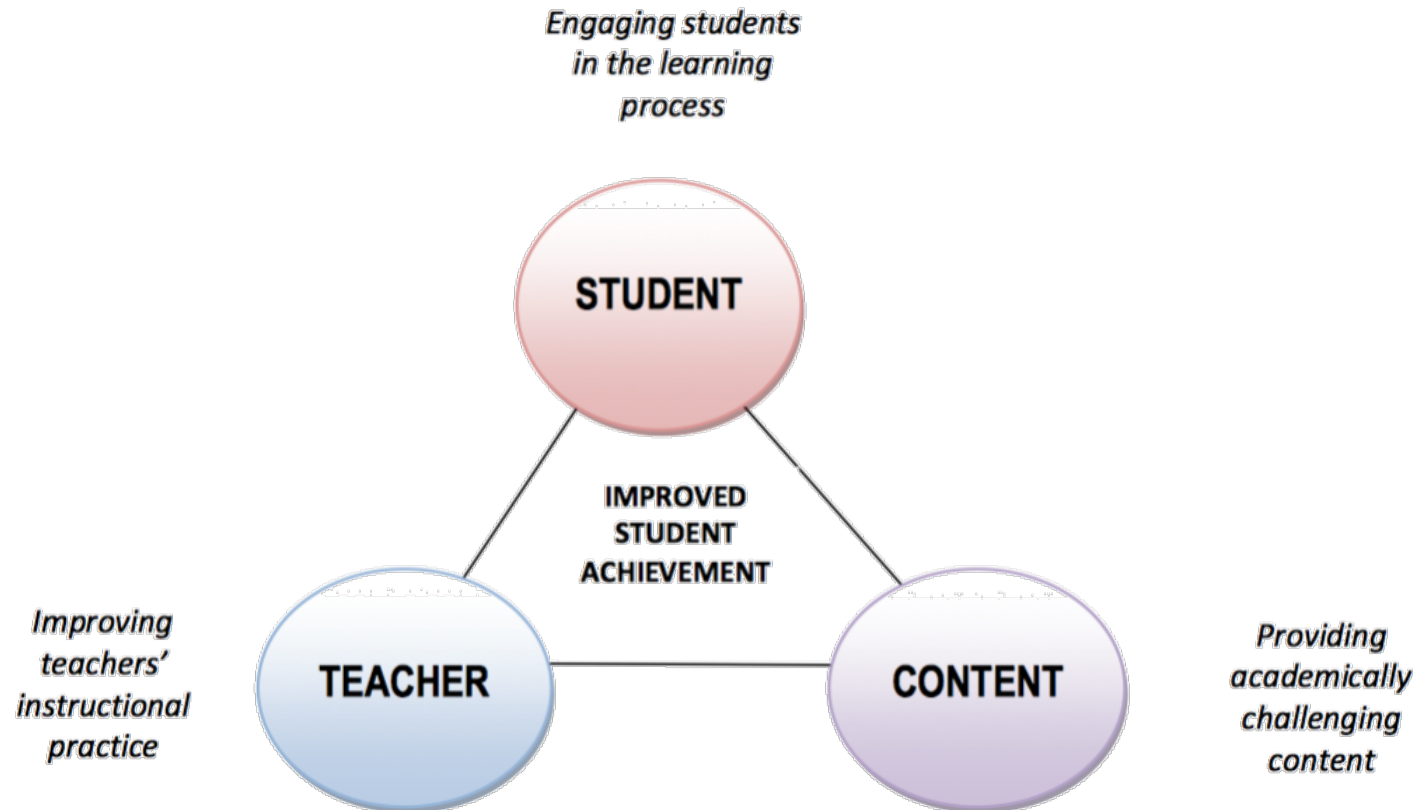 Engaging students
in the learning
process
STUDENT
IMPROVED
STUDENT
ACHIEVEMENT
Improving
teachers’
instructional
practice
TEACHER
CONTENT
Providing
academically
challenging
content